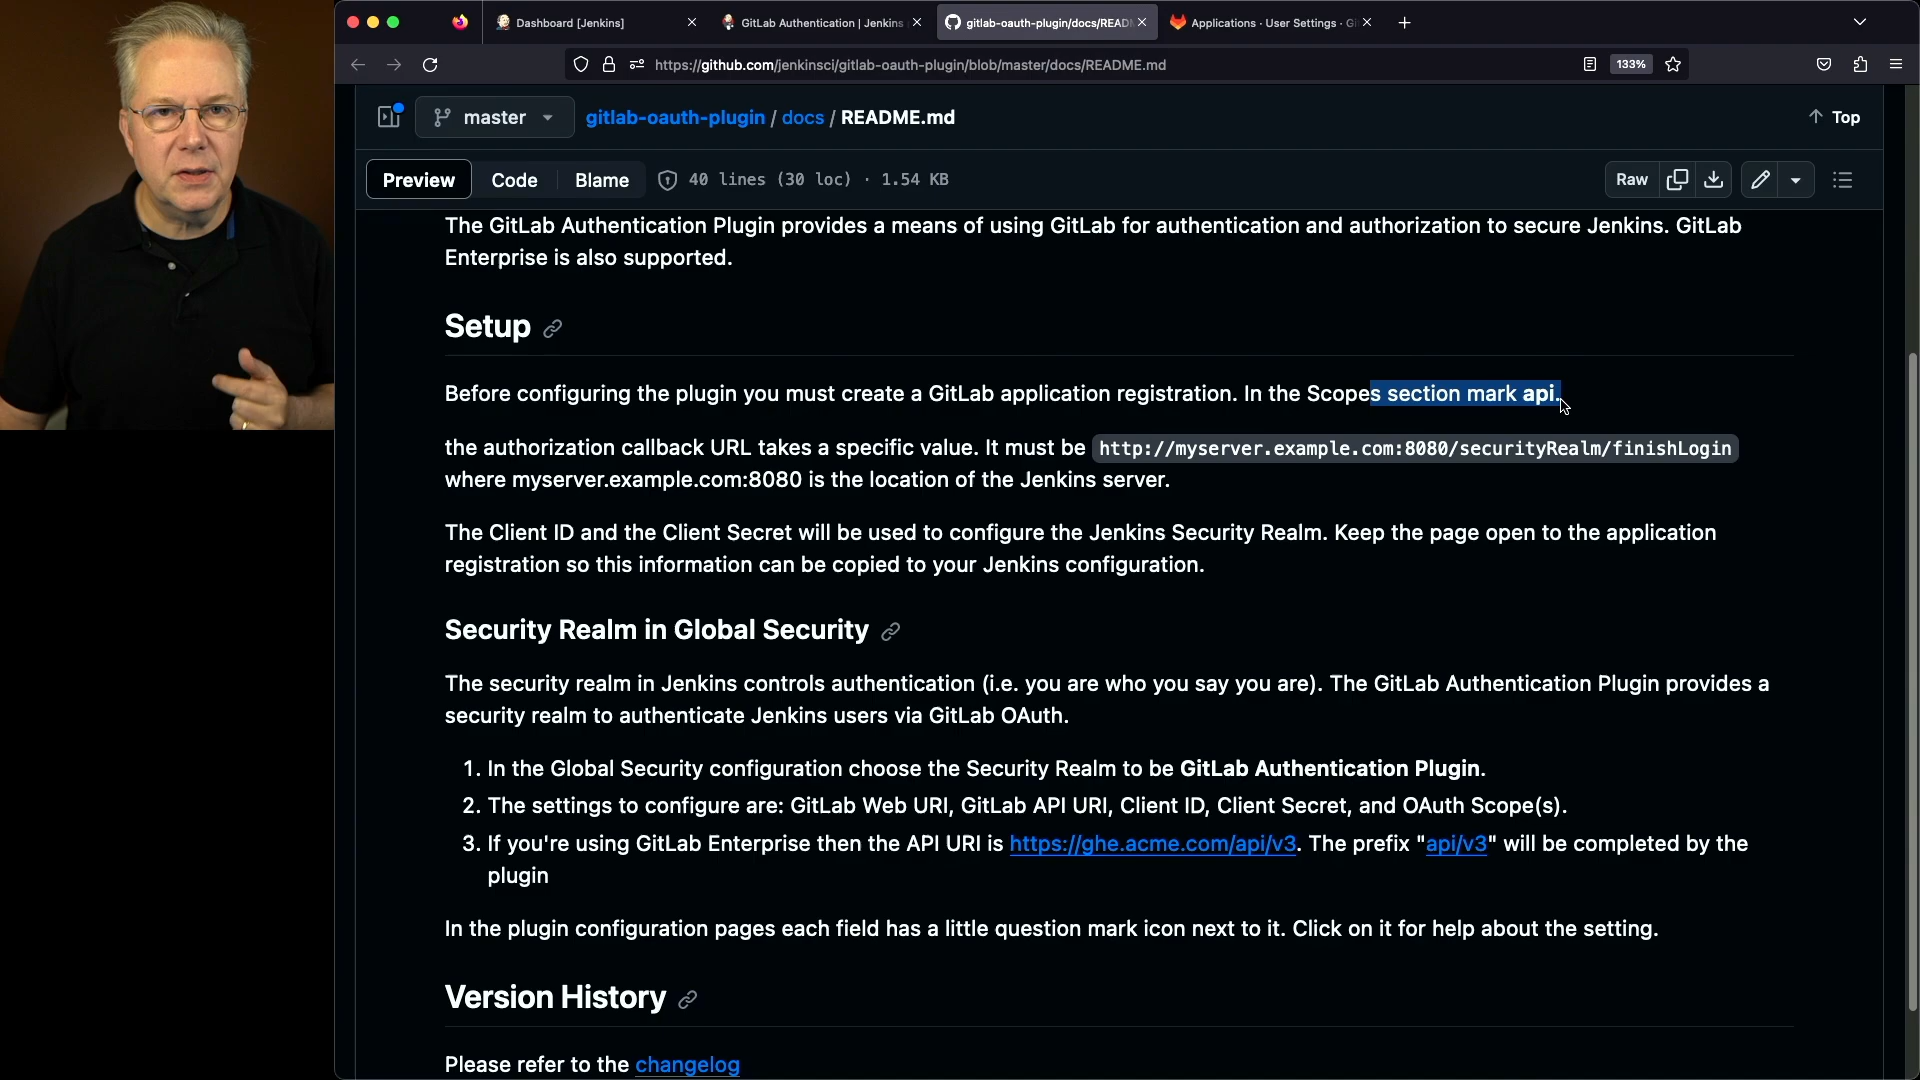 Dashboard [Jenkins]
GitLab Authentication | Jenkins
gitlab-oauth-plugin/docs/READ
Applications · User Settings · Gi
https://github.com/jenkinsci/gitlab-oauth-plugin/blob/master/docs/README.md
133%
master
gitlab-oauth-plugin / docs / README.md
Top
Preview
Code
Blame
40 lines (30 loc) · 1.54 KB
Raw
The GitLab Authentication Plugin provides a means of using GitLab for authentication and authorization to secure Jenkins. GitLab
Enterprise is also supported.
Setup
Before configuring the plugin you must create a GitLab application registration. In the Scopes section mark api.
the authorization callback URL takes a specific value. It must be http://myserver.example.com:8080/securityRealm/finishLogin
where myserver.example.com:8080 is the location of the Jenkins server.
The Client ID and the Client Secret will be used to configure the Jenkins Security Realm. Keep the page open to the application
registration so this information can be copied to your Jenkins configuration.
Security Realm in Global Security
The security realm in Jenkins controls authentication (i.e. you are who you say you are). The GitLab Authentication Plugin provides a
security realm to authenticate Jenkins users via GitLab OAuth.
1. In the Global Security configuration choose the Security Realm to be GitLab Authentication Plugin.
2. The settings to configure are: GitLab Web URI, GitLab API URI, Client ID, Client Secret, and OAuth Scope(s).
3. If you're using GitLab Enterprise then the API URI is https://ghe.acme.com/api/v3. The prefix "api/v3" will be completed by the
plugin
In the plugin configuration pages each field has a little question mark icon next to it. Click on it for help about the setting.
Version History
Please refer to the changelog